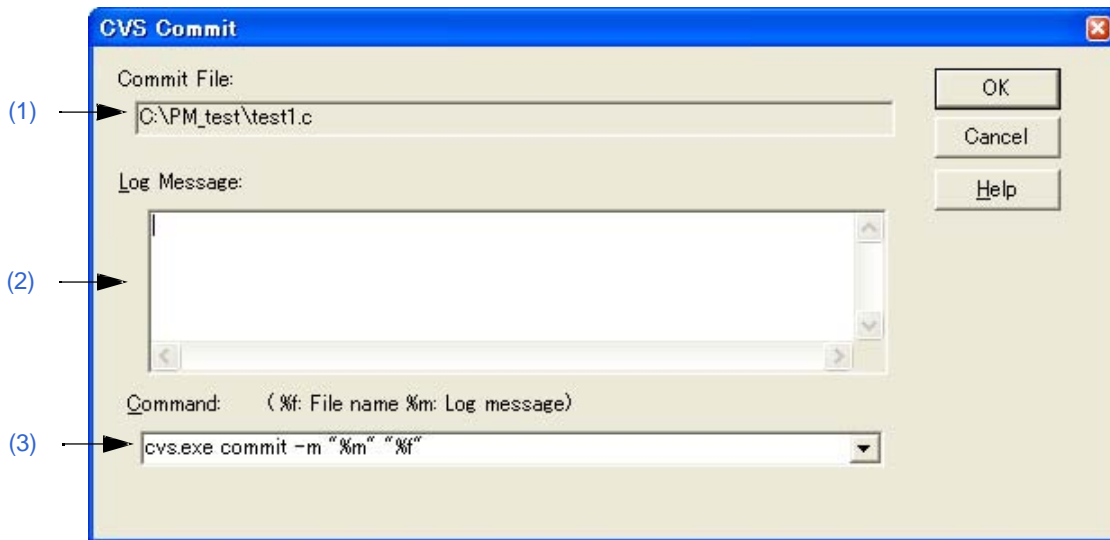 CVS Commit
Commit File:
OK
(1)
C:\PM_test\test1.c
Cancel
Log Message:
Help
(2)
Command: ( %f: File name %m: Log message)
(3)
cvs.exe commit -m "%m" "%f"